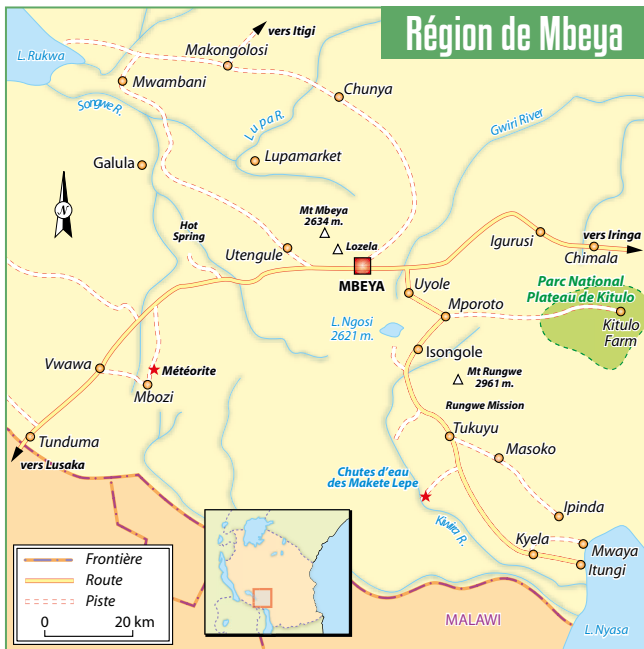 Région de Mbeya
vers Itigi
L. Rukwa
Makongolosi
Mwambani
Chunya
Songwe R.
Lupa R.
Gwiri River
Galula
Lupamarket
N
Mt Mbeya
2634 m.
Hot
Spring
Utengule
Lozela
Igurusi
vers Iringa
Chimala
MBEYA
Uyole
Parc National
Plateau de Kitulo
Mporoto
L. Ngosi
2621 m.
Kitulo
Farm
Isongole
Vwawa
Météorite
Mt Rungwe
2961 m.
Mbozi
Rungwe Mission
Tunduma
Tukuyu
vers Lusaka
Masoko
Chutes d'eau
des Makete Lepe
Ipinda
Kiwira R.
Kyela
Mwaya
Itungi
Frontière
Route
Piste
0 20 km
MALAWI
L. Nyasa